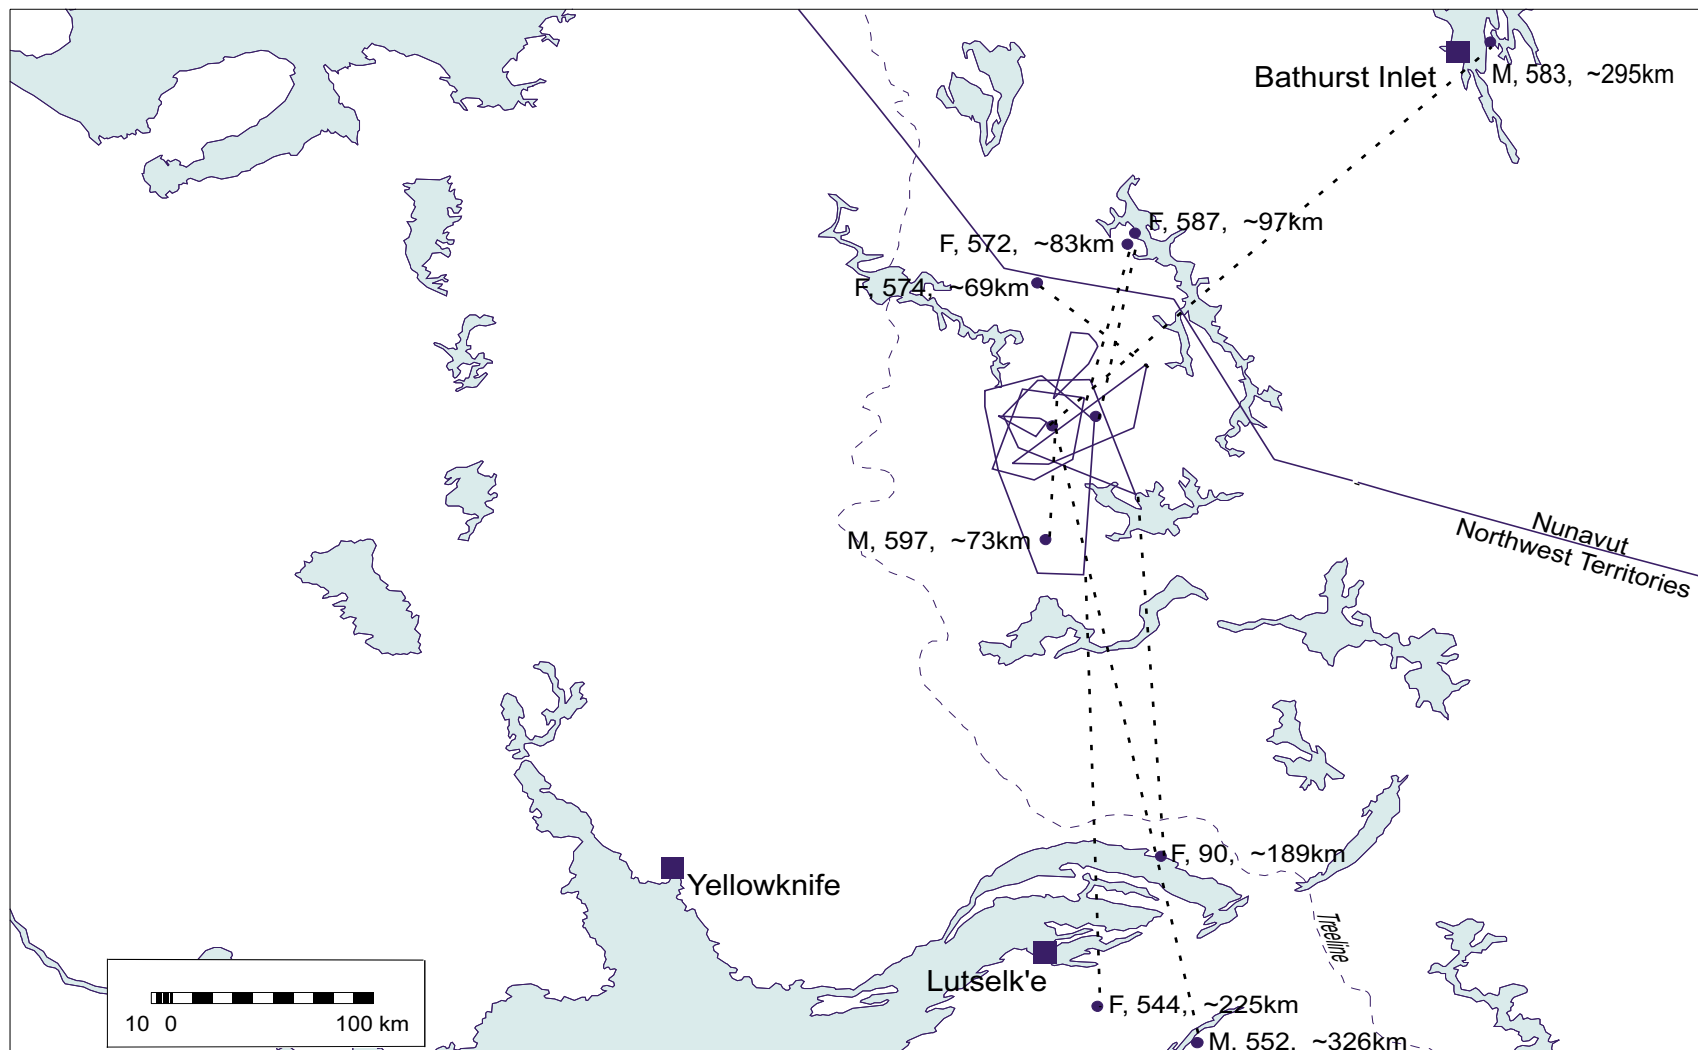 Bathurst Inlet
M, 583, ~295km
F, 587, ~97km
F, 572, ~83km
F, 574, ~69km
M, 597, ~73km
Nunavut
Northwest Territories
F, 90, ~189km
Yellowknife
Treeline
Lutselk'e
F, 544, ~225km
10 0 100 km
M, 552, ~326km